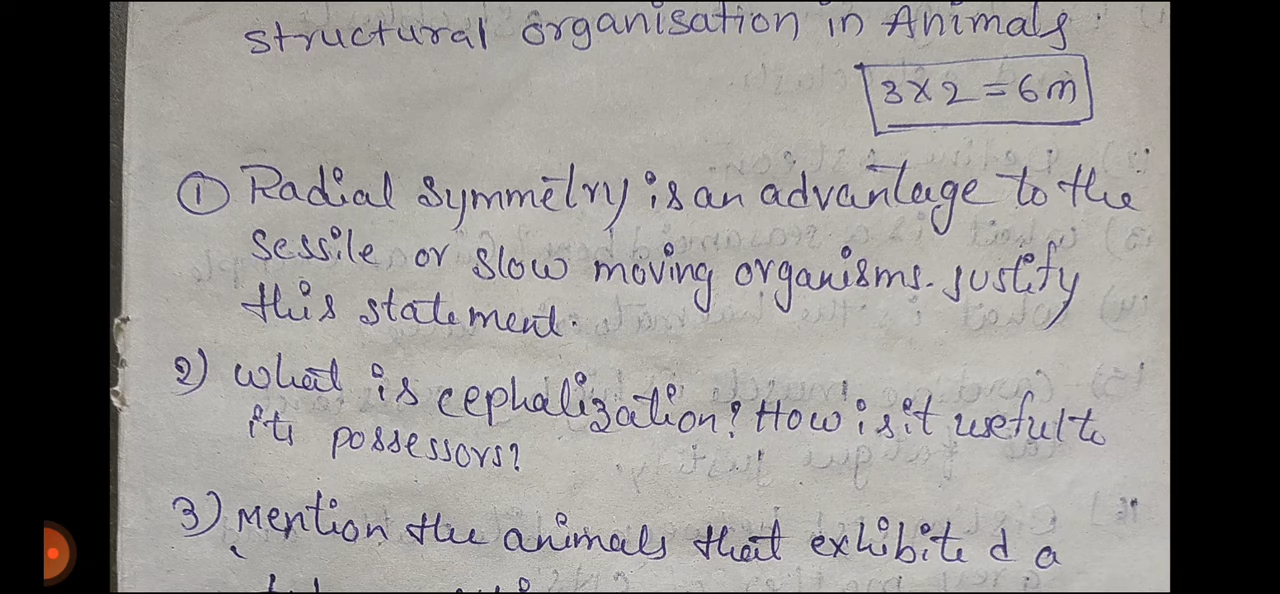 structural organisation in Animals.
3x2=6m
① Radial symmetry is an advantage to the
sessile or slow moving organisms. justify
this statement.
2) what is cephalization? How is it useful to
its possessors?
3) Mention the animals that exhibited a